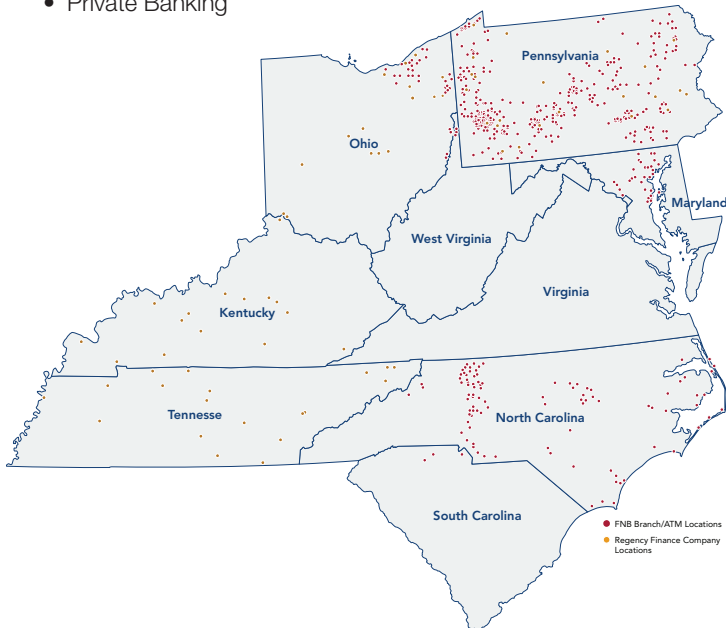 • Private Banking
Pennsylvania
Ohio
Maryland
West Virginia
Virginia
Kentucky
Tennesse
North Carolina
South Carolina
FNB Branch/ATM Locations
Regency Finance Company
Locations